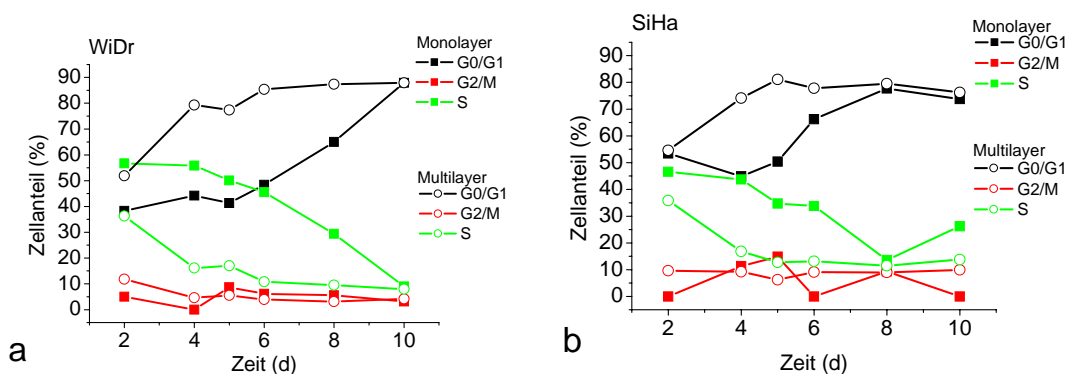 WiDr
Monolayer
G0/G1
G2/M
S
Multilayer
G0/G1
G2/M
S
90
80
70
60
50
40
30
20
10
0
Zellanteil (%)
2 4 6 8 10
Zeit (d)
a
SiHa
Monolayer
G0/G1
G2/M
S
Multilayer
G0/G1
G2/M
S
90
80
70
60
50
40
30
20
10
0
Zellanteil (%)
2 4 6 8 10
Zeit (d)
b